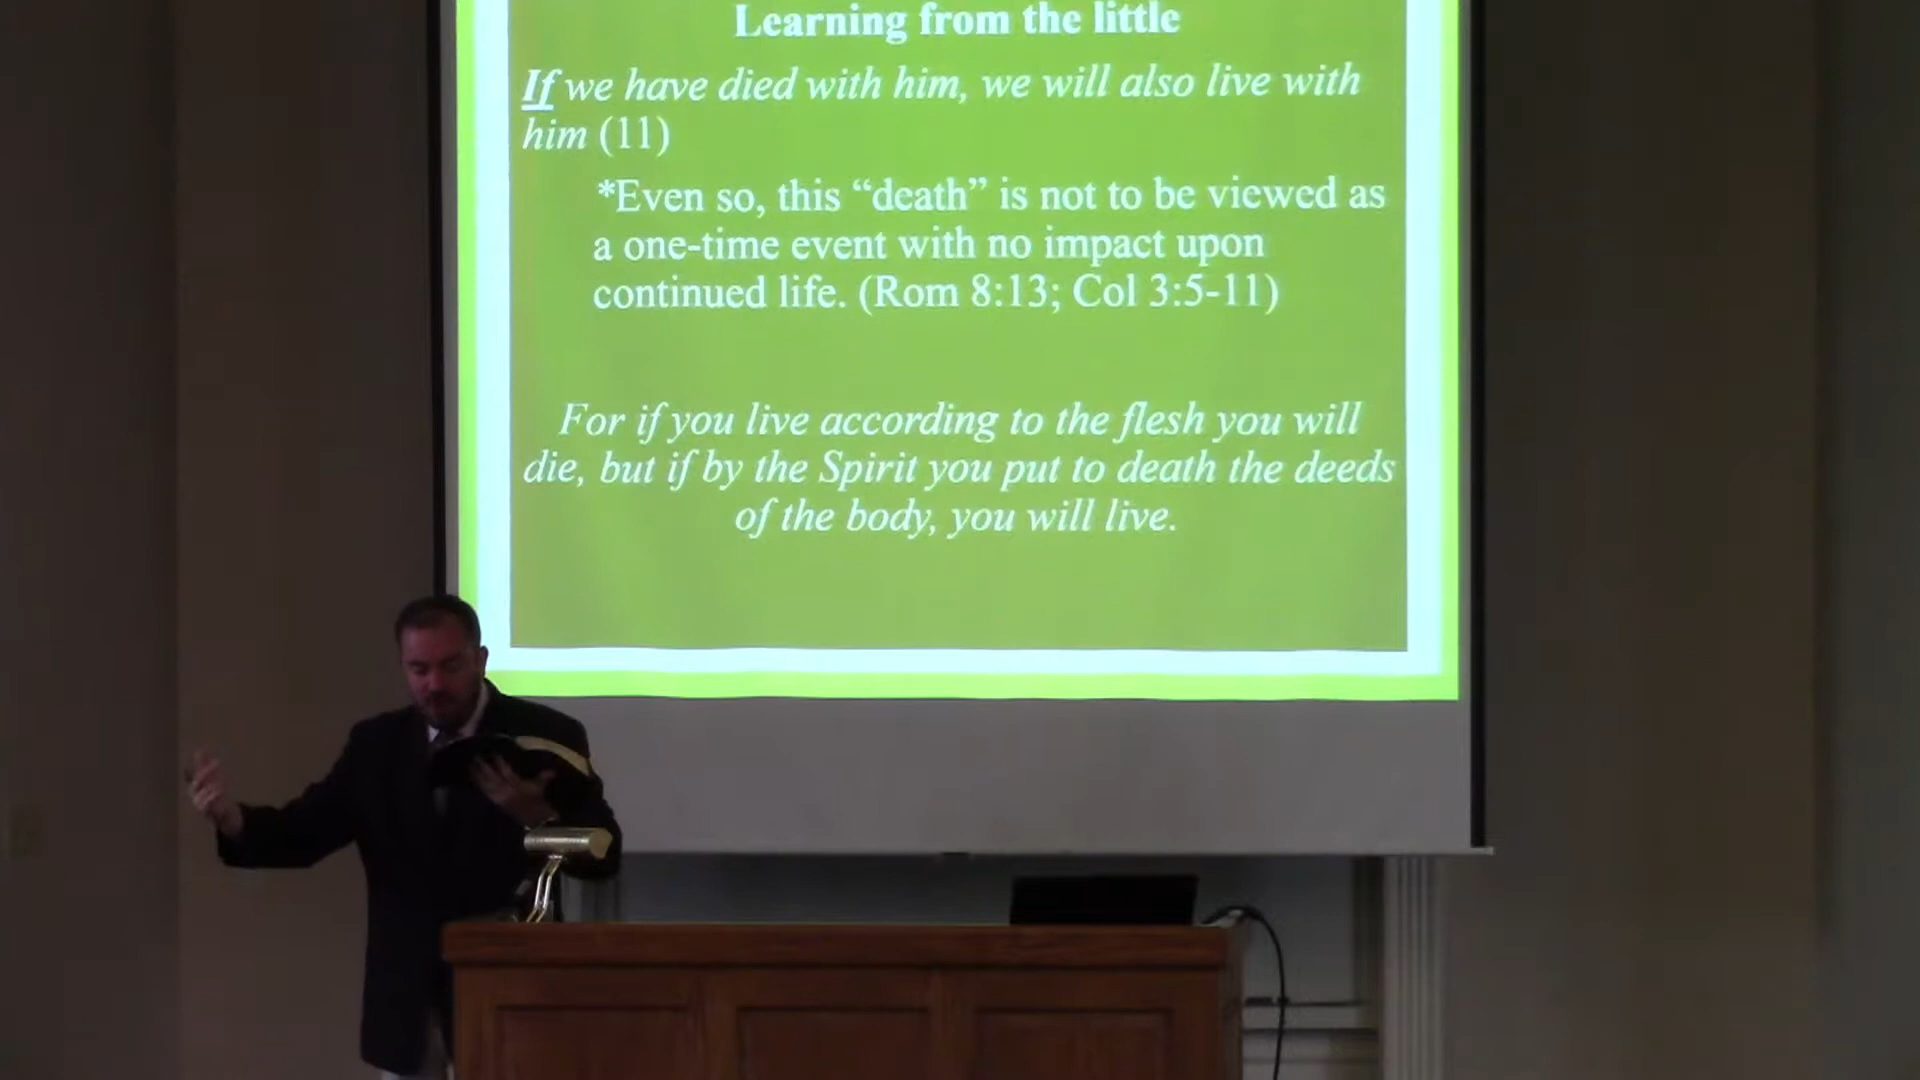 Learning from the little
If we have died with him, we will also live with
him (11)
*Even so, this “death” is not to be viewed as
a one-time event with no impact upon
continued life. (Rom 8:13; Col 3:5-11)
For if you live according to the flesh you will
die, but if by the Spirit you put to death the deeds
of the body, you will live.